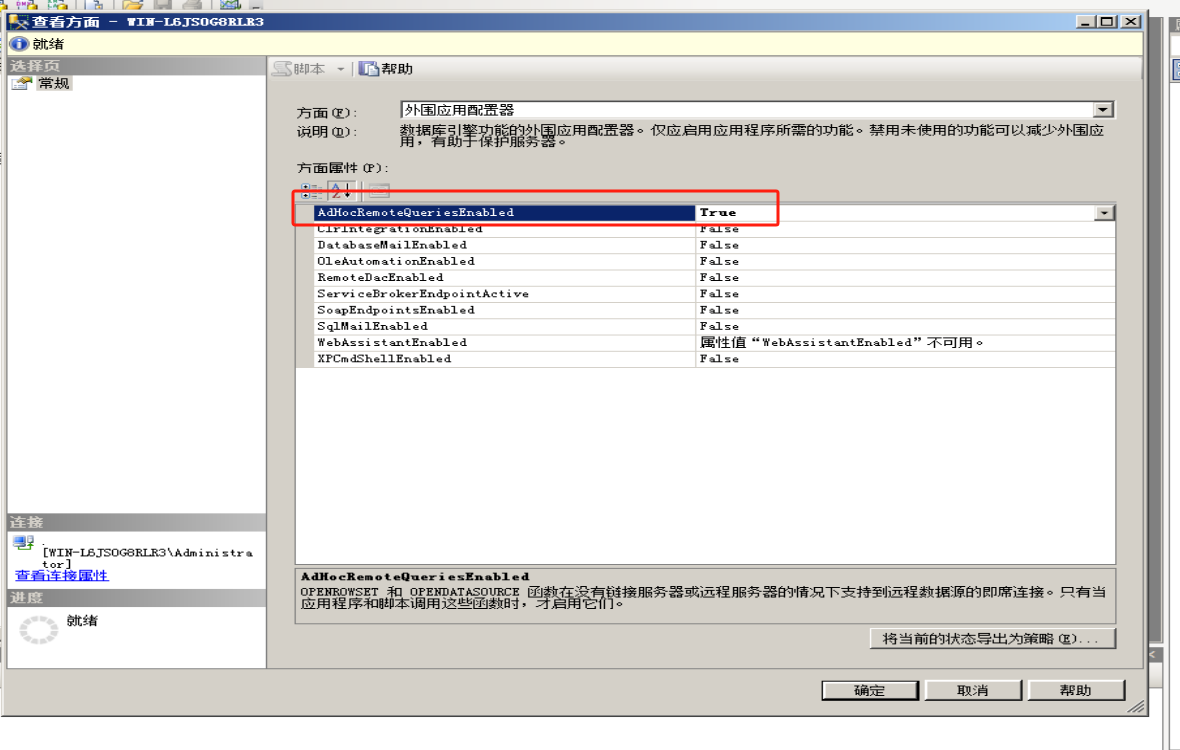 查看方面 - WIN-L6JSOG8RLR3
就绪
选择页
常规
脚本
帮助
方面(F):
外围应用配置器
说明(D):
数据库引擎功能的外围应用配置器。仅应启用应用程序所需的功能。禁用未使用的功能可以减少外围应
用，有助于保护服务器。
方面属性(P):
AdHocRemoteQueriesEnabled True
ClrIntegrationEnabled False
DatabaseMailEnabled False
OleAutomationEnabled False
RemoteDacEnabled False
ServiceBrokerEndpointActive False
SoapEndpointsEnabled False
SqlMailEnabled False
WebAssistantEnabled 属性值“WebAssistantEnabled”不可用。
XPCmdShellEnabled False
连接
.
[WIN-L6JSOG8RLR3\Administra
tor]
查看连接属性
进度
就绪
AdHocRemoteQueriesEnabled
OPENROWSET 和 OPENDATASOURCE 函数在没有链接服务器或远程服务器的情况下支持到远程数据源的即席连接。只有当
应用程序和脚本调用这些函数时，才启用它们。
将当前的状态导出为策略(E)...
确定
取消
帮助